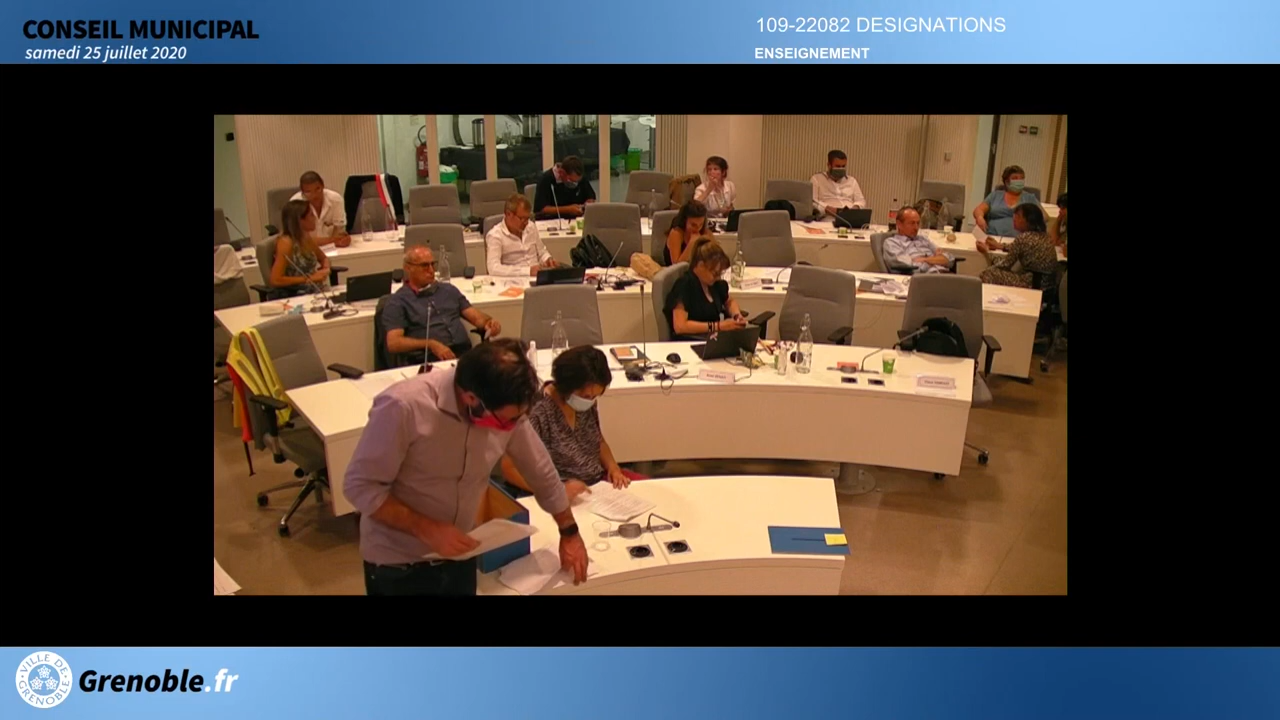 CONSEIL MUNICIPAL
samedi 25 juillet 2020
109-22082 DESIGNATIONS
ENSEIGNEMENT
VILLE DE GRENOBLE
Grenoble.fr